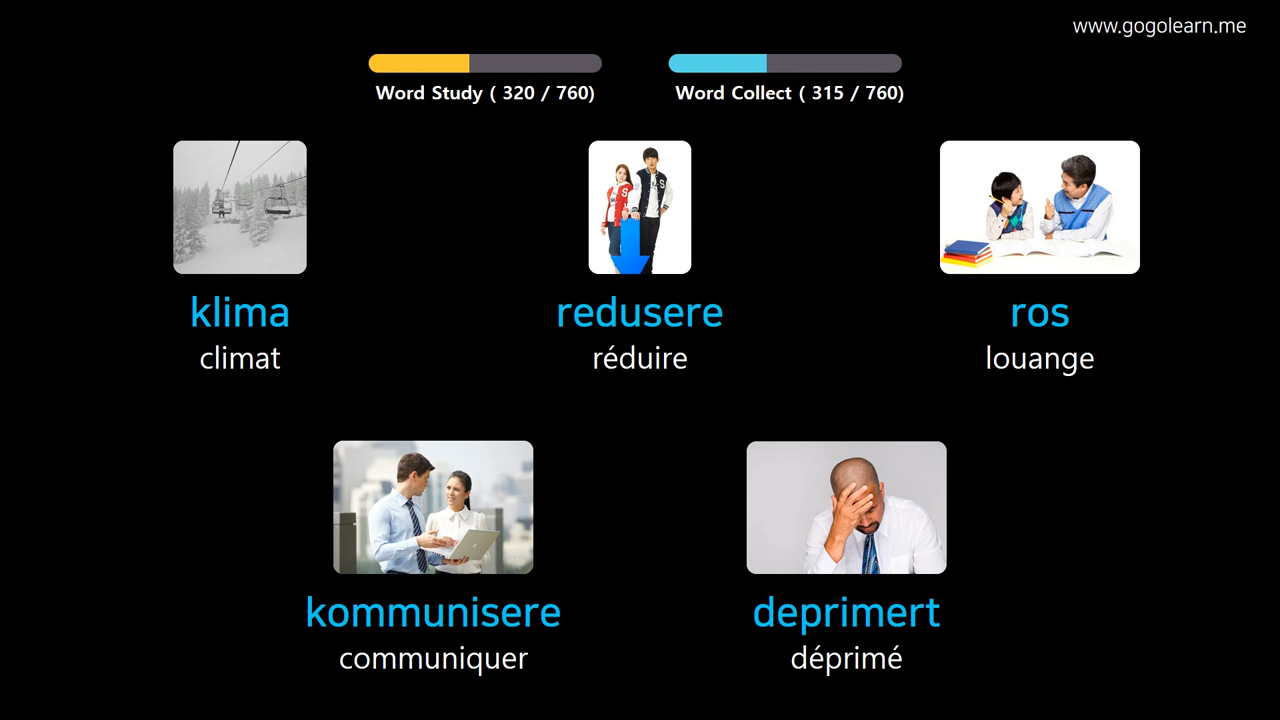 www.gogolearn.me
Word Study ( 320 / 760)
Word Collect ( 315 / 760)
klima
climat
redusere
réduire
ros
louange
kommunisere
communiquer
deprimert
déprimé